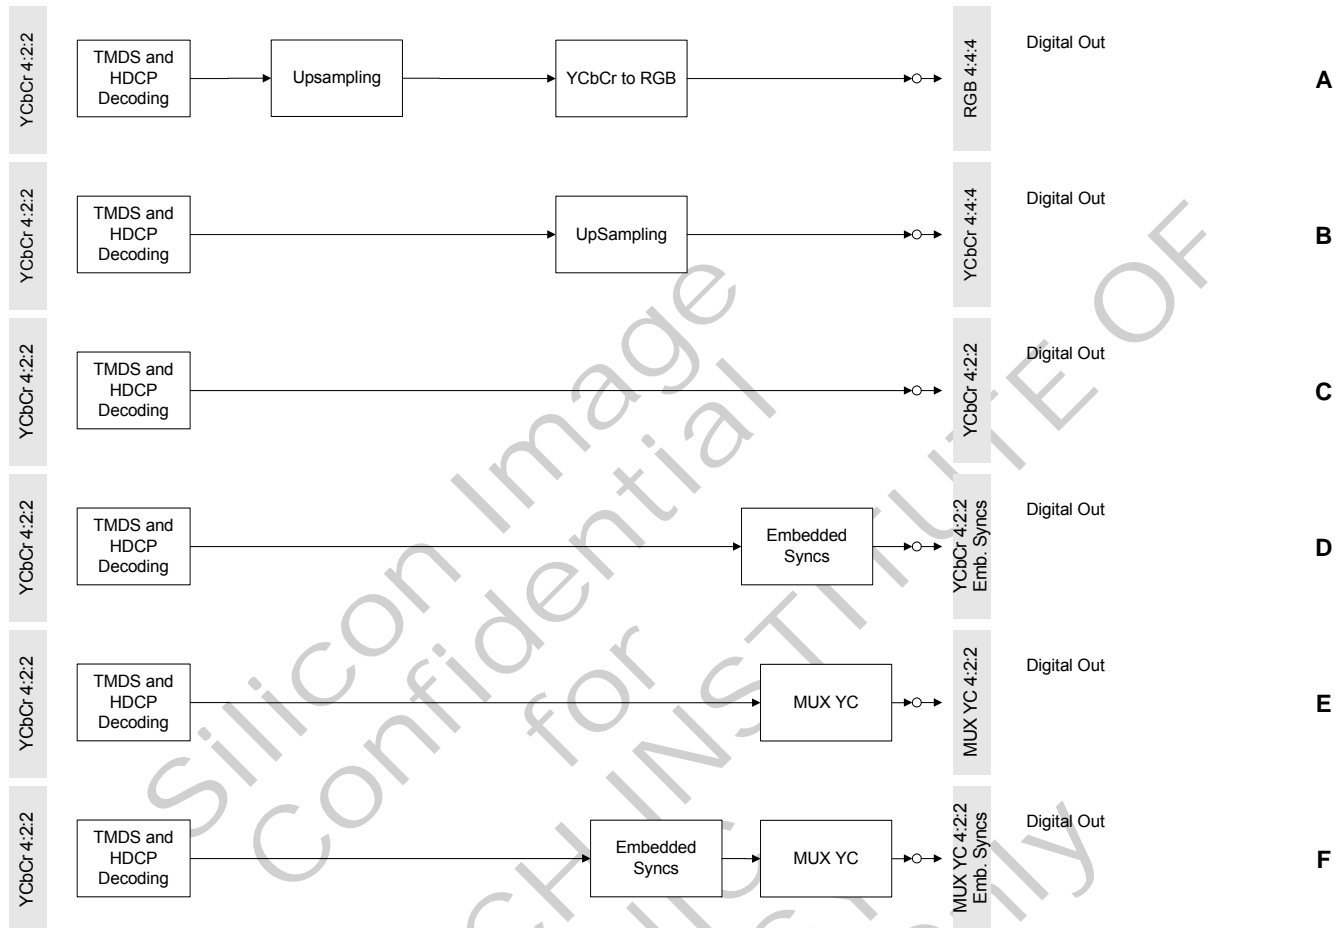 YCbCr 4:2:2
TMDS and
HDCP
Decoding
Upsampling
YCbCr to RGB
RGB 4:4:4
Digital Out
A
YCbCr 4:2:2
TMDS and
HDCP
Decoding
UpSampling
YCbCr 4:4:4
Digital Out
B
YCbCr 4:2:2
TMDS and
HDCP
Decoding
YCbCr 4:2:2
Digital Out
C
YCbCr 4:2:2
TMDS and
HDCP
Decoding
Embedded
Syncs
YCbCr 4:2:2
Emb. Syncs
Digital Out
D
YCbCr 4:2:2
TMDS and
HDCP
Decoding
MUX YC
MUX YC 4:2:2
Digital Out
E
YCbCr 4:2:2
TMDS and
HDCP
Decoding
Embedded
Syncs
MUX YC
MUX YC 4:2:2
Emb. Syncs
Digital Out
F
Silicon Image
Confidential
for
INSTITUTE OF